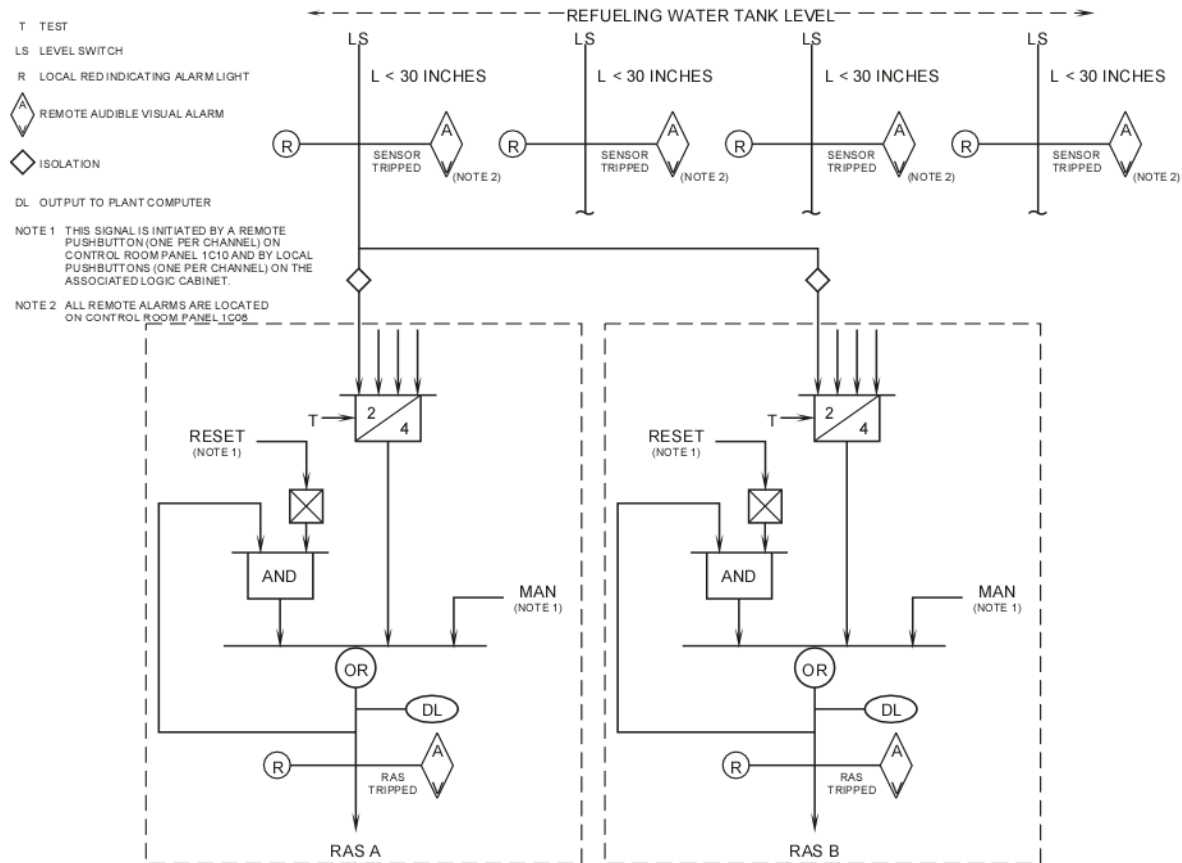 REFUELING WATER TANK LEVEL
T TEST
LS LEVEL SWITCH
R LOCAL RED INDICATING ALARM LIGHT
A
V
REMOTE AUDIBLE VISUAL ALARM
ISOLATION
DL OUTPUT TO PLANT COMPUTER
NOTE 1 THIS SIGNAL IS INITIATED BY A REMOTE
PUSHBUTTON (ONE PER CHANNEL) ON
CONTROL ROOM PANEL 1C10 AND BY LOCAL
PUSHBUTTONS (ONE PER CHANNEL) ON THE
ASSOCIATED LOGIC CABINET.
NOTE 2 ALL REMOTE ALARMS ARE LOCATED
ON CONTROL ROOM PANEL 1C08
LS LS LS LS
L < 30 INCHES L < 30 INCHES L < 30 INCHES L < 30 INCHES
R A R A R A R A
SENSOR SENSOR SENSOR SENSOR
TRIPPED V (NOTE 2) TRIPPED V (NOTE 2) TRIPPED V (NOTE 2) TRIPPED V (NOTE 2)
T 2 4
RESET
(NOTE 1)
AND
MAN
(NOTE 1)
OR
DL
R A
RAS V
TRIPPED
RAS A
T 2 4
RESET
(NOTE 1)
AND
MAN
(NOTE 1)
OR
DL
R A
RAS V
TRIPPED
RAS B